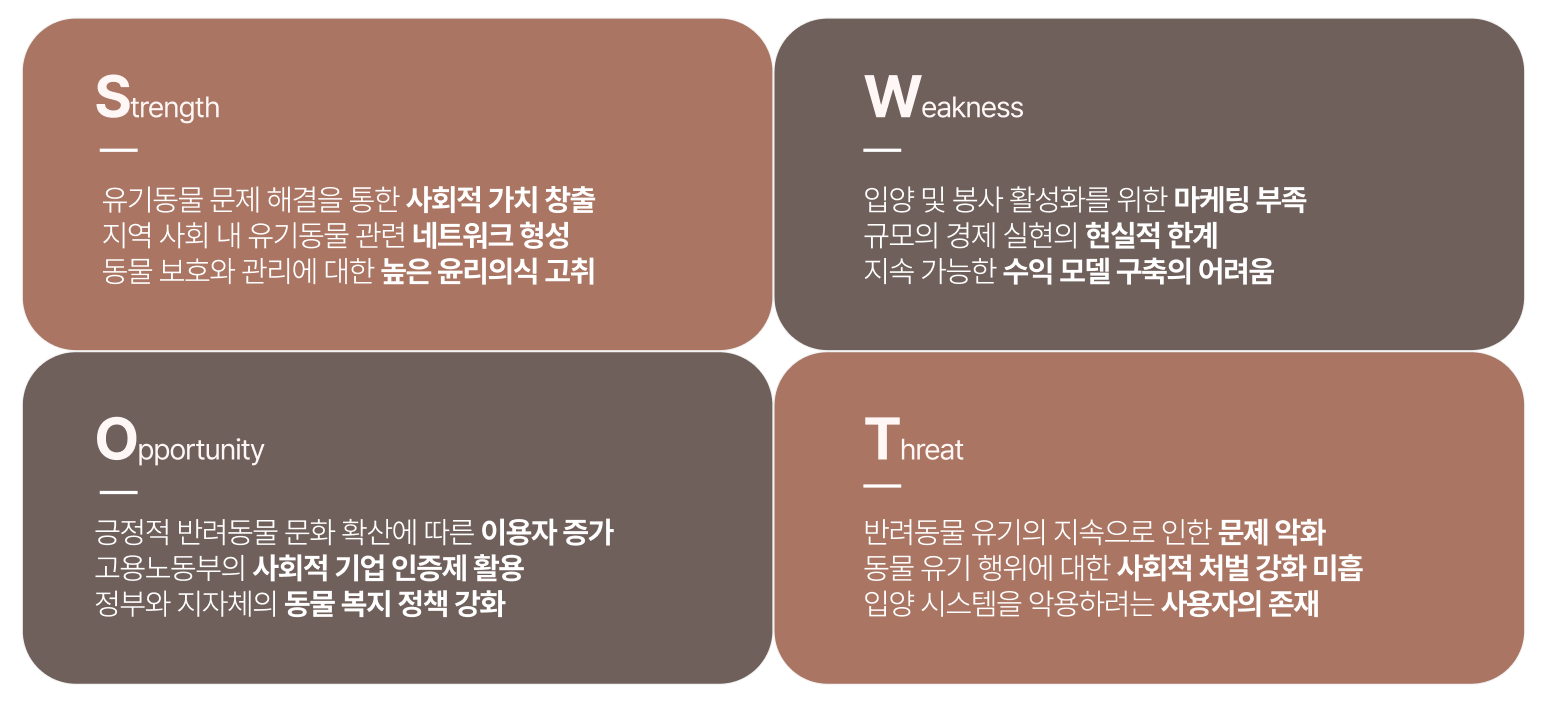 Strength
유기동물 문제 해결을 통한 사회적 가치 창출
지역 사회 내 유기동물 관련 네트워크 형성
동물 보호와 관리에 대한 높은 윤리의식 고취
Weakness
입양 및 봉사 활성화를 위한 마케팅 부족
규모의 경제 실현의 현실적 한계
지속 가능한 수익 모델 구축의 어려움
Opportunity
긍정적 반려동물 문화 확산에 따른 이용자 증가
고용노동부의 사회적 기업 인증제 활용
정부와 지자체의 동물 복지 정책 강화
Threat
반려동물 유기의 지속으로 인한 문제 악화
동물 유기 행위에 대한 사회적 처벌 강화 미흡
입양 시스템을 악용하려는 사용자의 존재